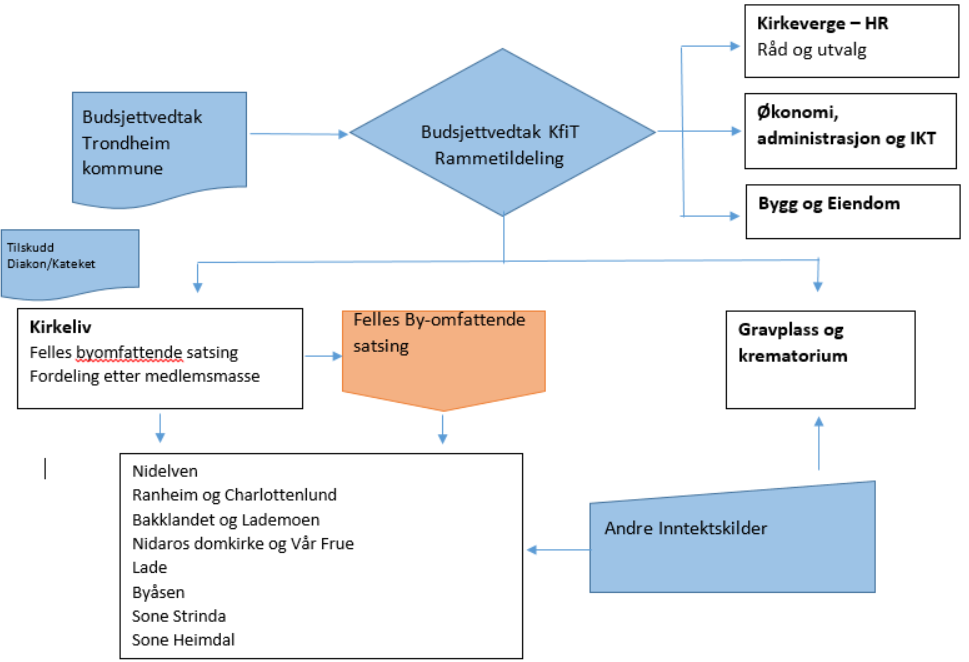 Kirkeverge – HR
Råd og utvalg
Budsjettvedtak
Trondheim
kommune
Budsjettvedtak KfiT
Rammetildeling
Økonomi,
administrasjon og IKT
Bygg og Eiendom
Tilskudd
Diakon/Kateket
Kirkeliv
Felles byomfattende satsing
Fordeling etter medlemsmasse
Felles By-omfattende
satsing
Gravplass og
krematorium
Nidelven
Ranheim og Charlottenlund
Bakklandet og Lademoen
Nidaros domkirke og Vår Frue
Lade
Byåsen
Sone Strinda
Sone Heimdal
Andre Inntektskilder